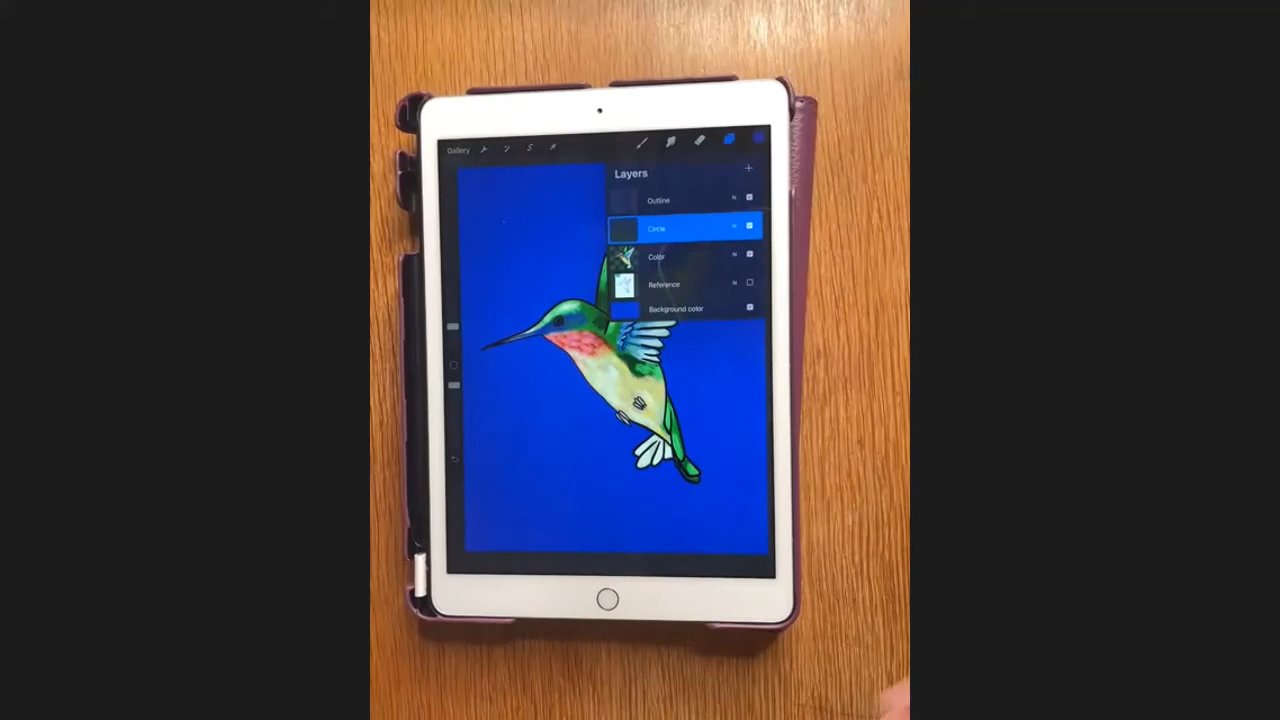 Gallery
Layers
Outline N
Circle N
Color N
Reference N
Background color